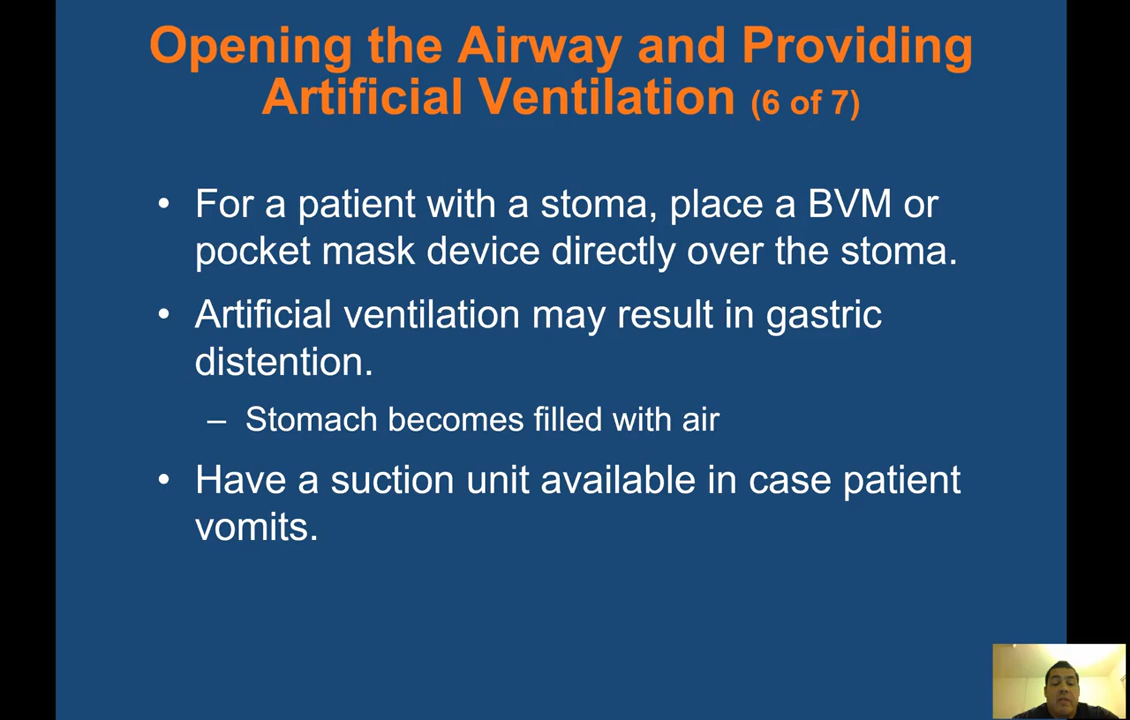 Opening the Airway and Providing
Artificial Ventilation (6 of 7)
• For a patient with a stoma, place a BVM or
pocket mask device directly over the stoma.
• Artificial ventilation may result in gastric
distention.
– Stomach becomes filled with air
• Have a suction unit available in case patient
vomits.